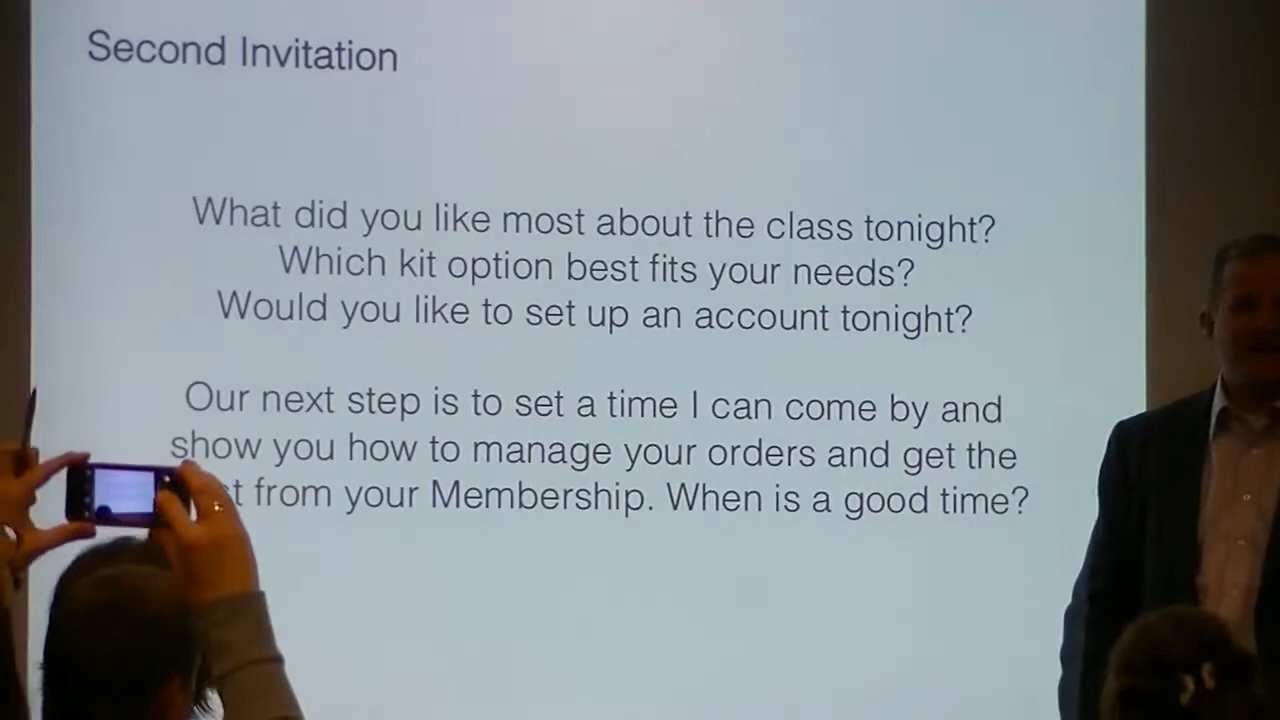 Second Invitation
What did you like most about the class tonight?
Which kit option best fits your needs?
Would you like to set up an account tonight?
Our next step is to set a time I can come by and
show you how to manage your orders and get the
from your Membership. When is a good time?